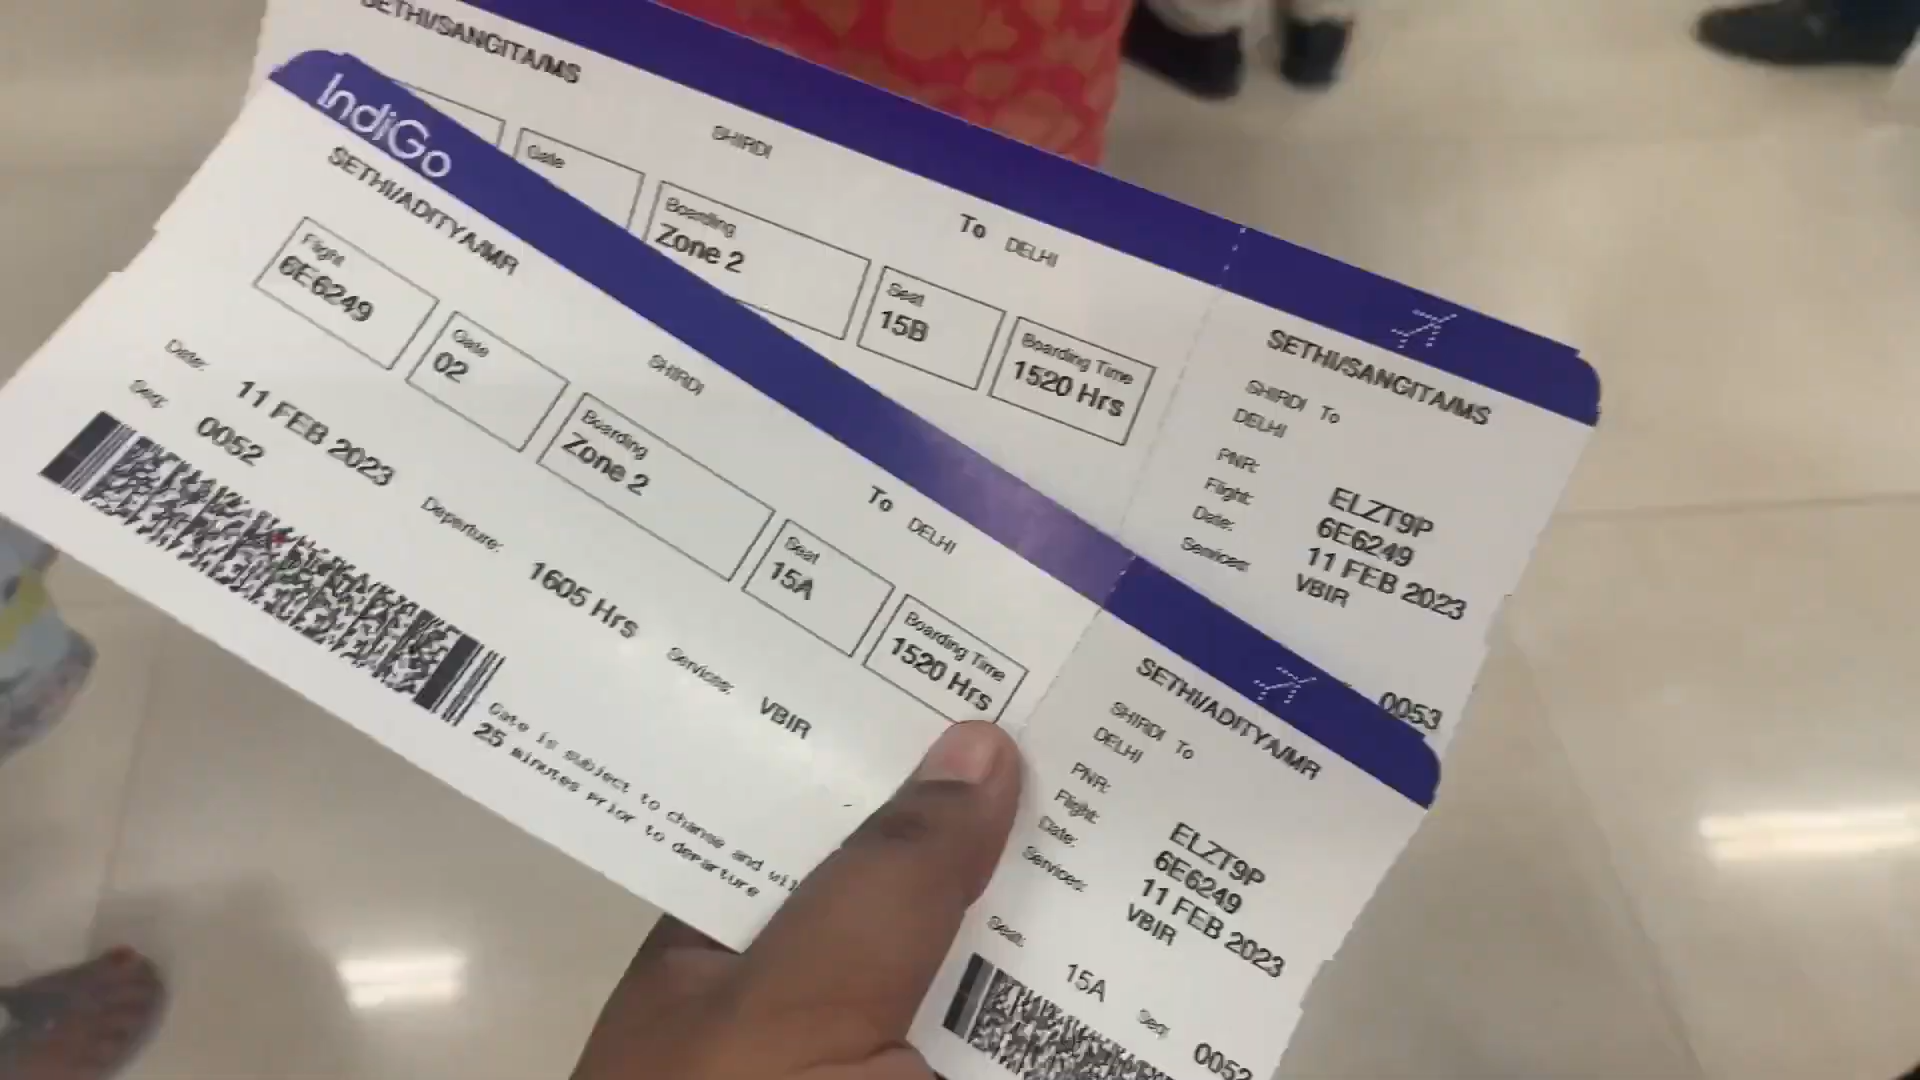 SETHI/SANGITA/MS
SHIRDI
To DELHI
Gate
Boarding
Zone 2
Seat
15B
Boarding Time
1520 Hrs
SETHI/SANGITA/MS
SHIRDI To
DELHI
PNR: ELZT9P
Flight: 6E6249
Date: 11 FEB 2023
Services: VBIR
0053
IndiGo
SETHI/ADITYA/MR
SHIRDI
To DELHI
Flight
6E6249
Gate
02
Boarding
Zone 2
Seat
15A
Boarding Time
1520 Hrs
Date: 11 FEB 2023
Departure: 1605 Hrs
Services: VBIR
Seq: 0052
Gate is subject to change and will
25 minutes Prior to departure
SETHI/ADITYA/MR
SHIRDI To
DELHI
PNR: ELZT9P
Flight: 6E6249
Date: 11 FEB 2023
Services: VBIR
Seat: 15A
Seq: 0052